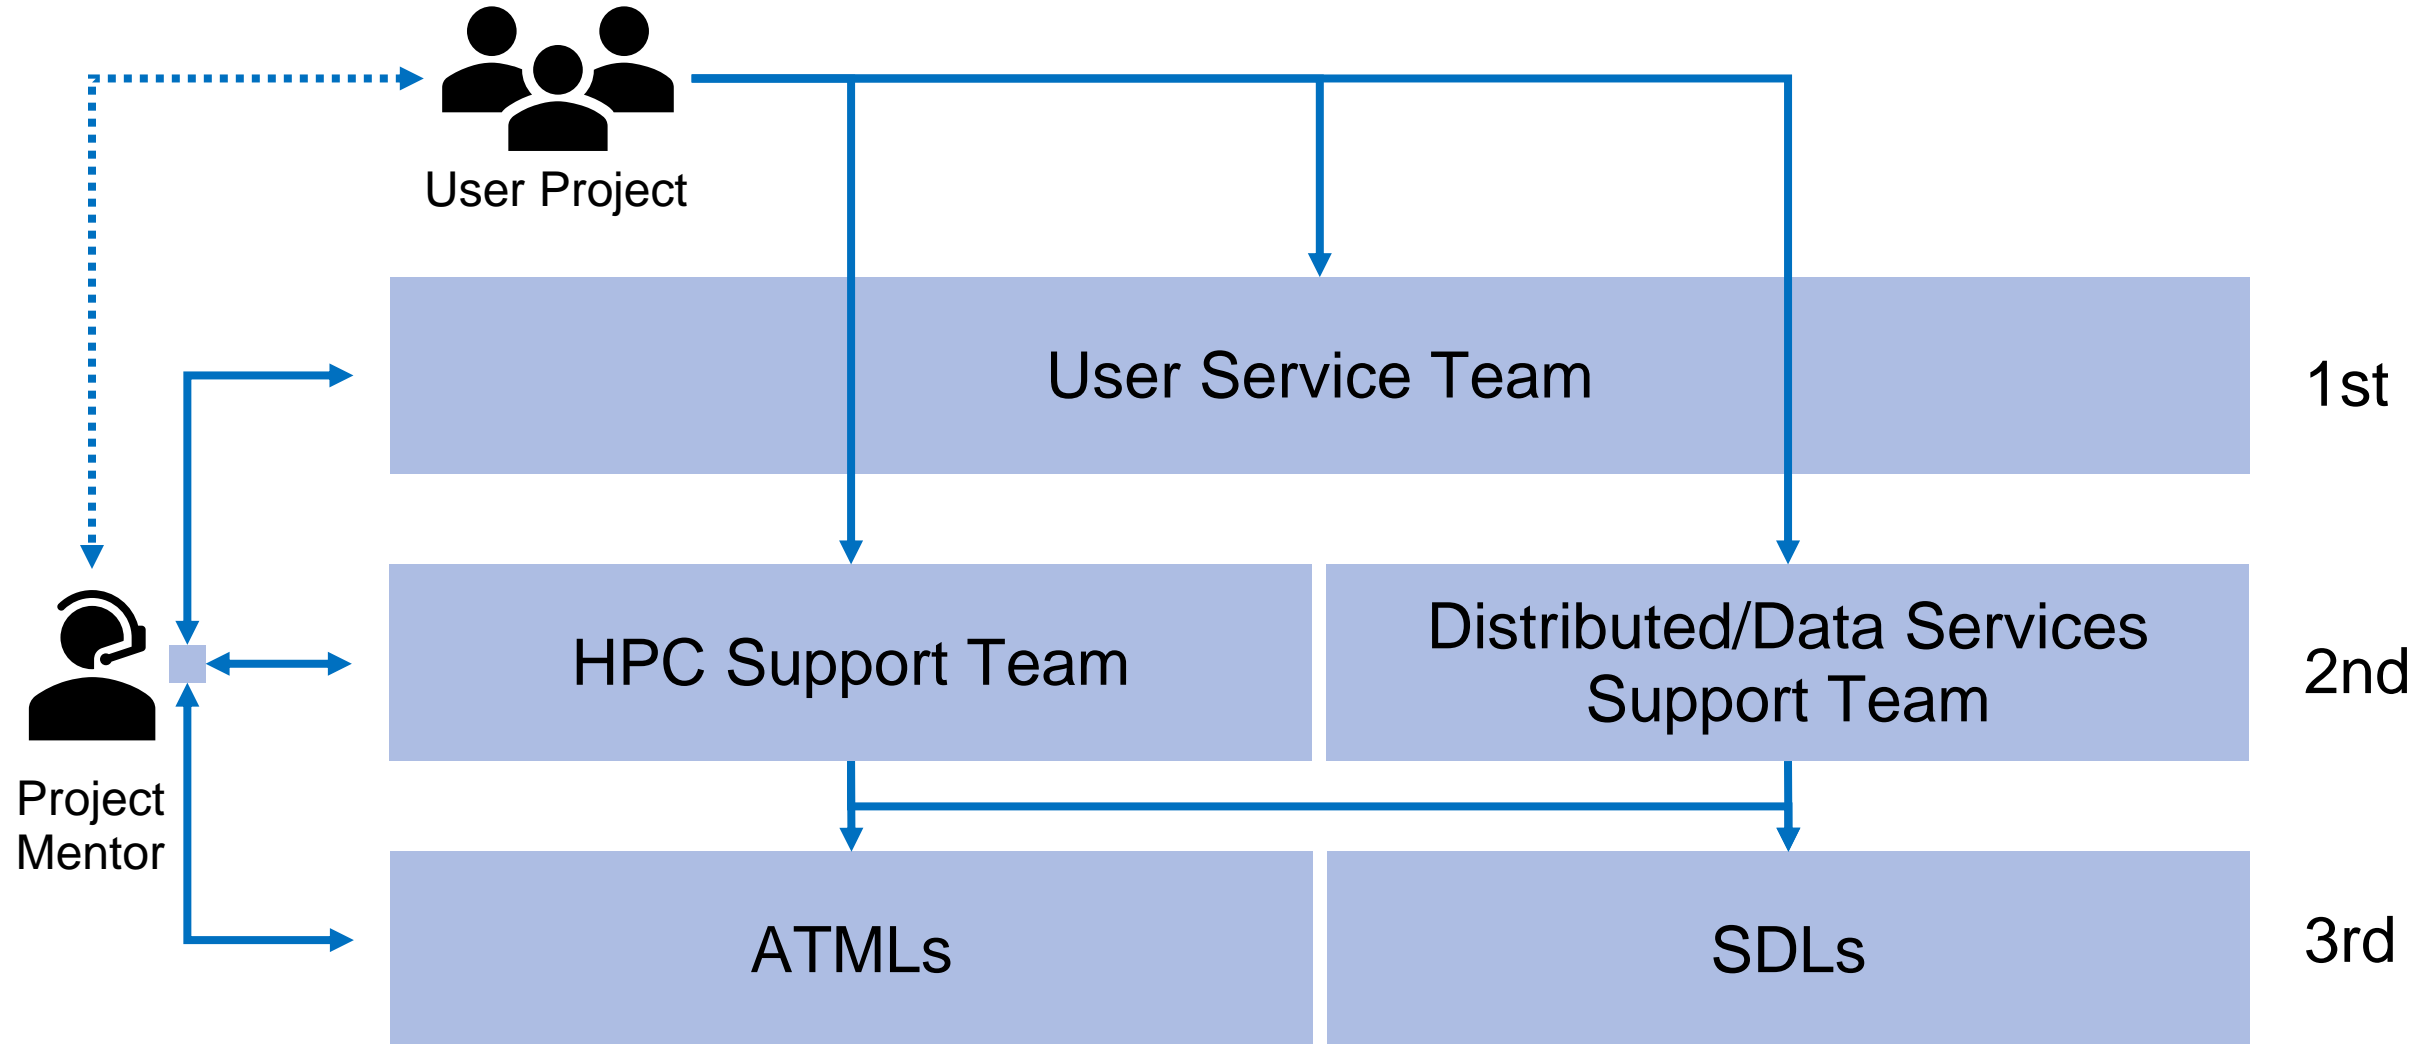 User Project
User Service Team
1st
HPC Support Team
Distributed/Data Services
Support Team
2nd
Project
Mentor
ATMLs
SDLs
3rd